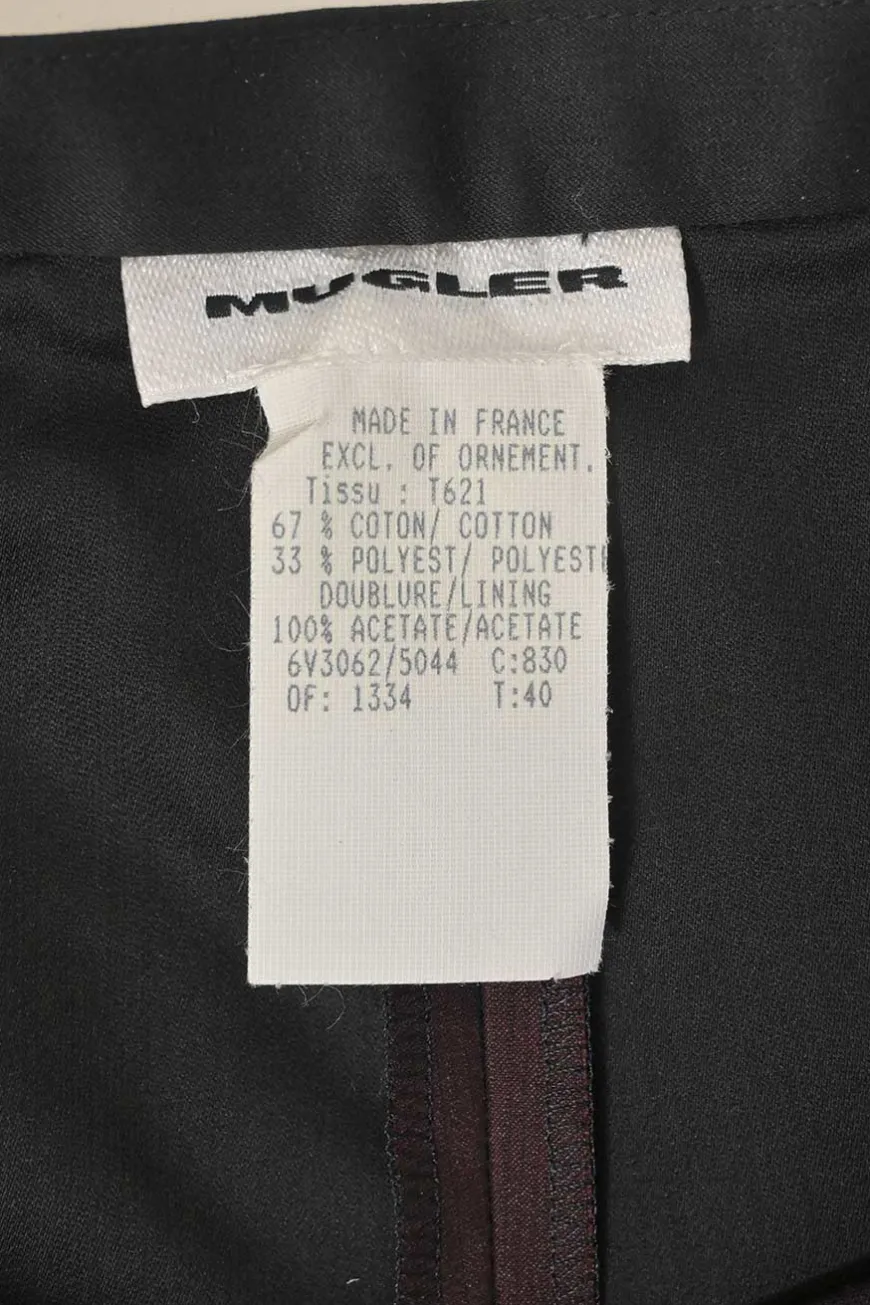 MUGLER
MADE IN FRANCE
EXCL. OF ORNEMENT.
Tissu : T621
67 % COTON/ COTTON
33 % POLYEST/ POLYESTE
DOUBLURE/LINING
100% ACETATE/ACETATE
6V3062/5044 C:830
OF: 1334 T:40